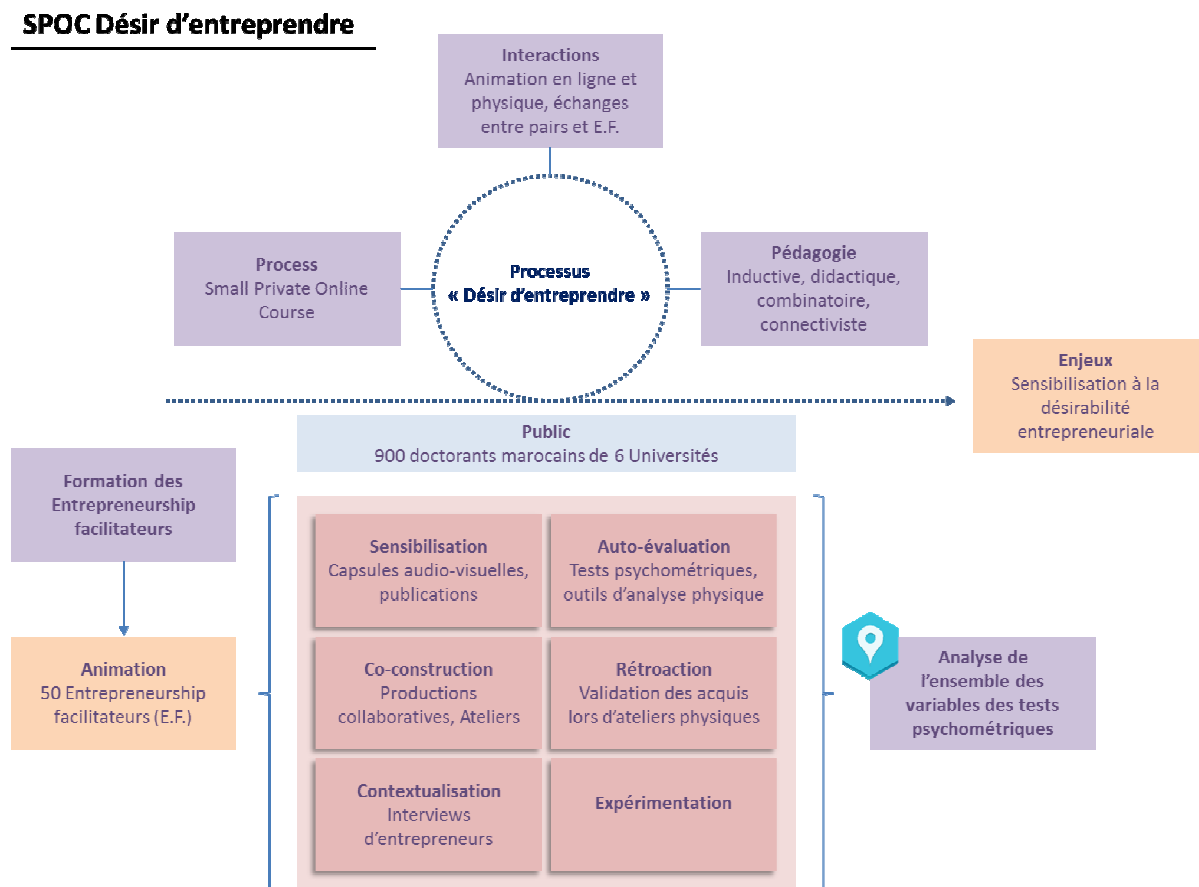 SPOC Désir d'entreprendre
Interactions
Animation en ligne et
physique, échanges
entre pairs et E.F.
Process
Small Private Online
Course
Processus
« Désir d'entreprendre »
Pédagogie
Inductive, didactique,
combinatoire,
connectiviste
Enjeux
Sensibilisation à la
désirabilité
entrepreneuriale
Public
900 doctorants marocains de 6 Universités
Formation des
Entrepreneurship
facilitateurs
Animation
50 Entrepreneurship
facilitateurs (E.F.)
Sensibilisation
Capsules audio-visuelles,
publications
Auto-évaluation
Tests psychométriques,
outils d'analyse physique
Co-construction
Productions
collaboratives, Ateliers
Rétroaction
Validation des acquis
lors d'ateliers physiques
Contextualisation
Interviews
d'entrepreneurs
Expérimentation
Analyse de
l'ensemble des
variables des tests
psychométriques